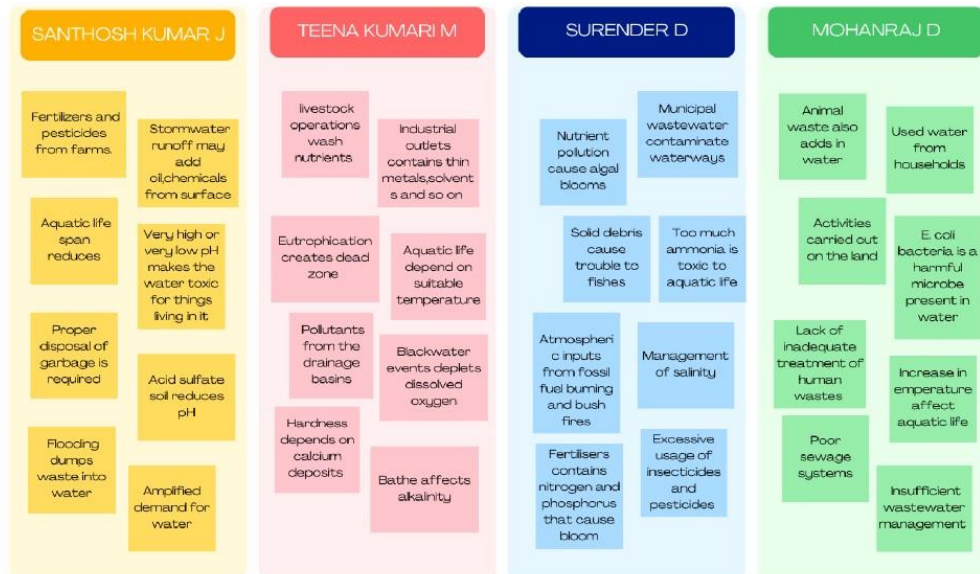 SANTHOSH KUMAR J
Fertilizers and
pesticides
from farms.
Stormwater
runoff may
add
oil,chemicals
from surface
Aquatic life
span
reduces
Very high or
very low pH
makes the
water toxic
for things
living in it
Proper
disposal of
garbage is
required
Acid sulfate
soil reduces
pH
Flooding
dumps
waste into
water
Amplified
demand for
water
TEENA KUMARI M
livestock
operations
wash
nutrients
Industrial
outlets
contains thin
metals,solvent
s and so on
Eutrophication
creates dead
zone
Aquatic life
depend on
suitable
temperature
Pollutants
from the
drainage
basins
Blackwater
events deplets
dissolved
oxygen
Hardness
depends on
calcium
deposits
Bathe affects
alkalinity
SURENDER D
Nutrient
pollution
cause algal
blooms
Municipal
wastewater
contaminate
waterways
Solid debris
cause
trouble to
fishes
Too much
ammonia is
toxic to
aquatic life
Atmospheri
c inputs
from fossil
fuel burning
and bush
fires
Management
of salinity
Fertilisers
contains
nitrogen and
phosphorus
that cause
bloom
Excessive
usage of
insecticides
and
pesticides
MOHANRAJ D
Animal
waste also
adds in
water
Used water
from
households
Activities
carried out
on the land
E. coli
bacteria is a
harmful
microbe
present in
water
Lack of
inadequate
treatment of
human
wastes
Increase in
emperature
affect
aquatic life
Poor
sewage
systems
Insufficient
wastewater
management